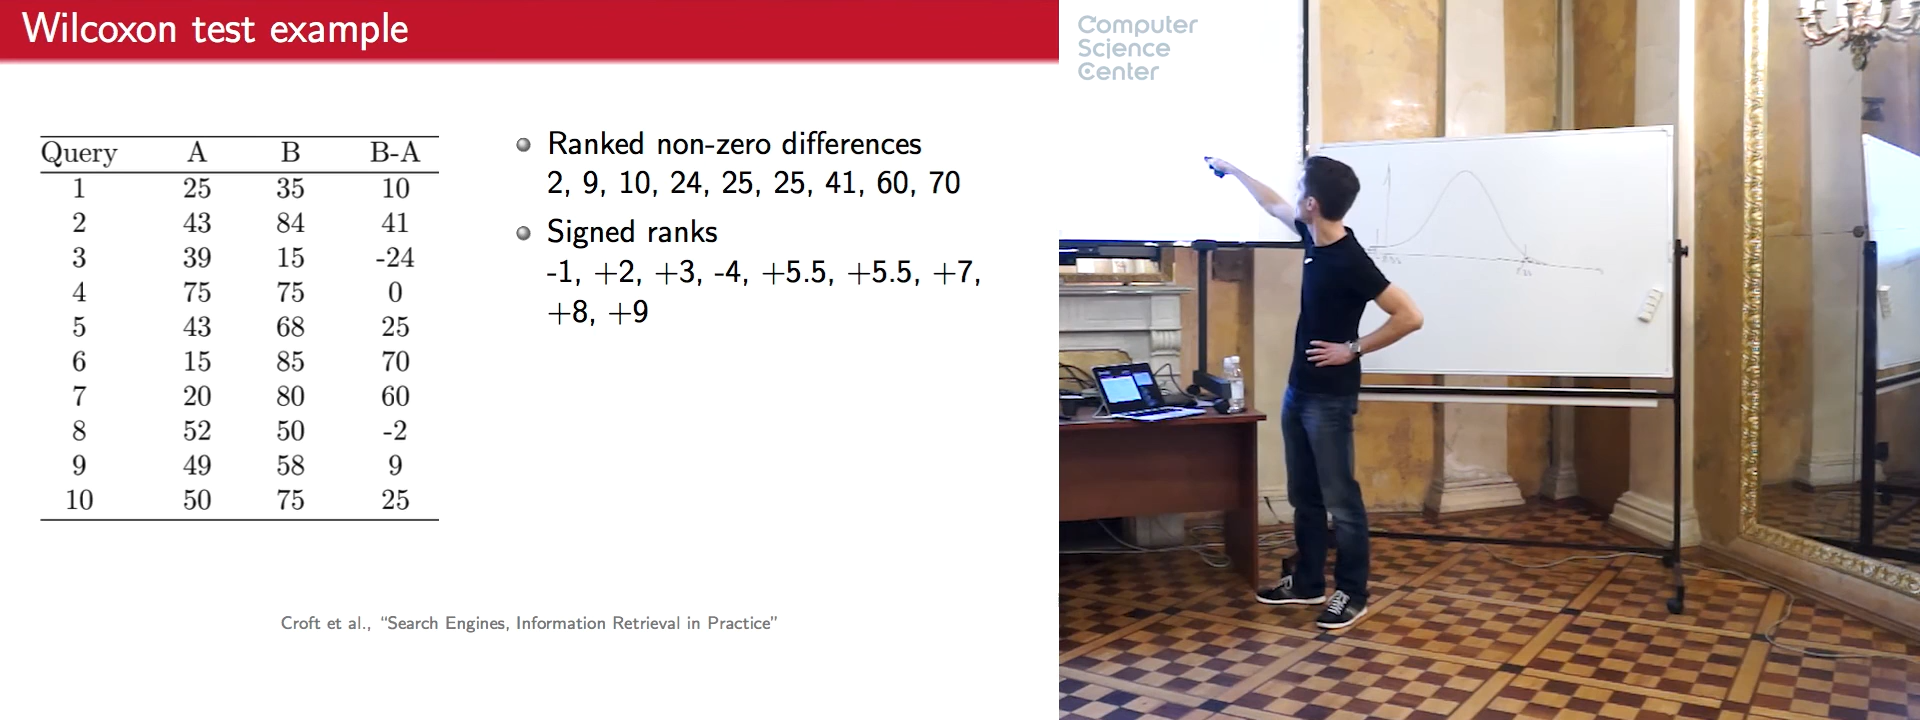 Wilcoxon test example
Query A B B-A
1 25 35 10
2 43 84 41
3 39 15 -24
4 75 75 0
5 43 68 25
6 15 85 70
7 20 80 60
8 52 50 -2
9 49 58 9
10 50 75 25
Ranked non-zero differences
2, 9, 10, 24, 25, 25, 41, 60, 70
Signed ranks
-1, +2, +3, -4, +5.5, +5.5, +7,
+8, +9
Croft et al., “Search Engines, Information Retrieval in Practice”
Computer
Science
Center